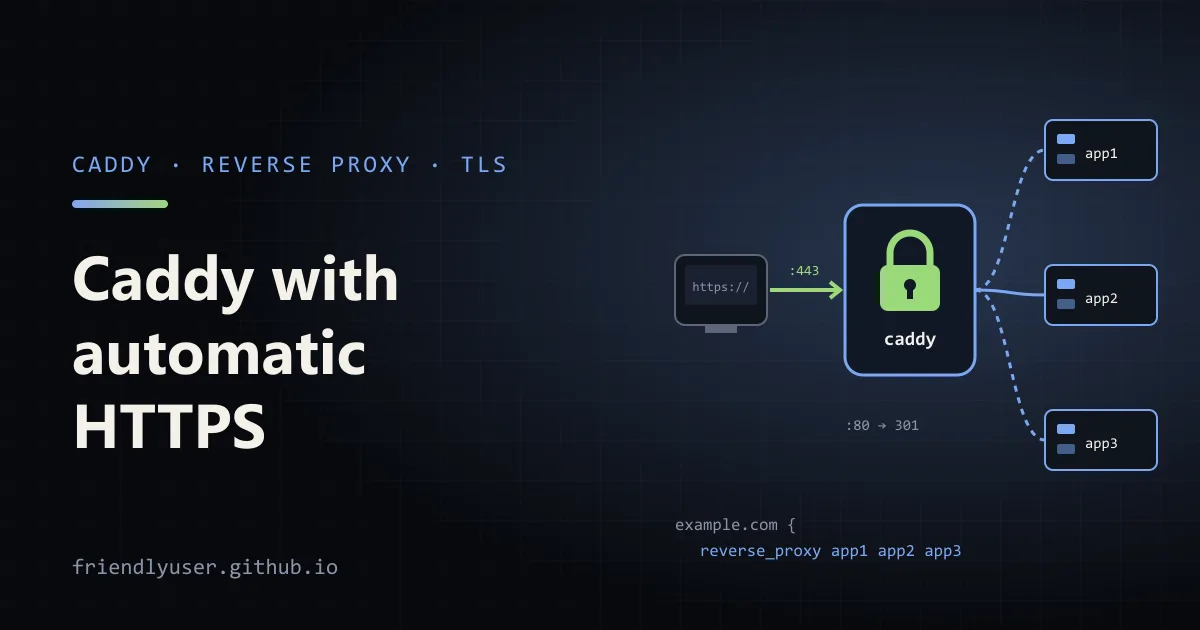 CADDY · REVERSE PROXY · TLS
Caddy with
automatic
HTTPS
friendlyuser.github.io
https://
:443
caddy
:80 → 301
app1
app2
app3
example.com {
reverse_proxy app1 app2 app3